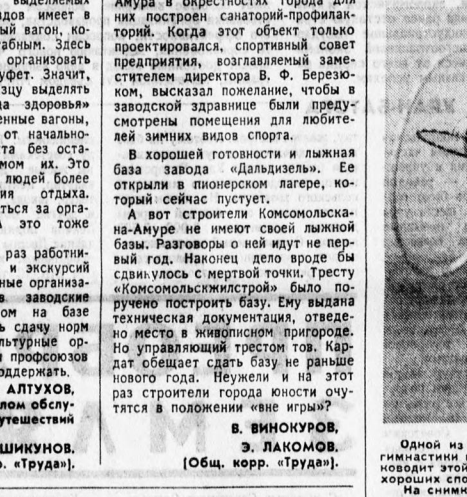 выделяемых
дов имеет в
ый вагон, ко-
табным. Здесь
организовать
уфет. Значит,
зцу выделять
да здоровья»
енные вагоны,
от начально-
та без оста-
мом их. Это
людей более
ия отдыха.
ться за орга-
А это тоже
раз работни-
и экскурсий
ные организа-
в заводские
ом на базе
ь сдачу норм
льтурные ор-
и профсоюзов
оддержать.
АЛТУХОВ,
лом обслу-
утешествий
ШИКУНОВ,
р. «Труда»].
Амура в окрестностях города для
них построен санаторий-профилак-
торий. Когда этот объект только
проектировался, спортивный совет
предприятия, возглавляемый заме-
стителем директора В. Ф. Березю-
ком, высказал пожелание, чтобы в
заводской здравнице были преду-
смотрены помещения для любите-
лей зимних видов спорта.
В хорошей готовности и лыжная
база завода «Дальдизель». Ее
открыли в пионерском лагере, ко-
торый сейчас пустует.
А вот строители Комсомольска-
на-Амуре не имеют своей лыжной
базы. Разговоры о ней идут не пер-
вый год. Наконец дело вроде бы
сдвинулось с мертвой точки. Тресту
«Комсомольскжилстрой» было по-
ручено построить базу. Ему выдана
техническая документация, отведе-
но место в живописном пригороде.
Но управляющий трестом тов. Кар-
дат обещает сдать базу не раньше
нового года. Неужели и на этот
раз строители города юности очу-
тятся в положении «вне игры»?
В. ВИНОКУРОВ,
Э. ЛАКОМОВ.
[Общ. корр. «Труда»].
Одной из
гимнастики
новодит этой
хороших спо
На снимк